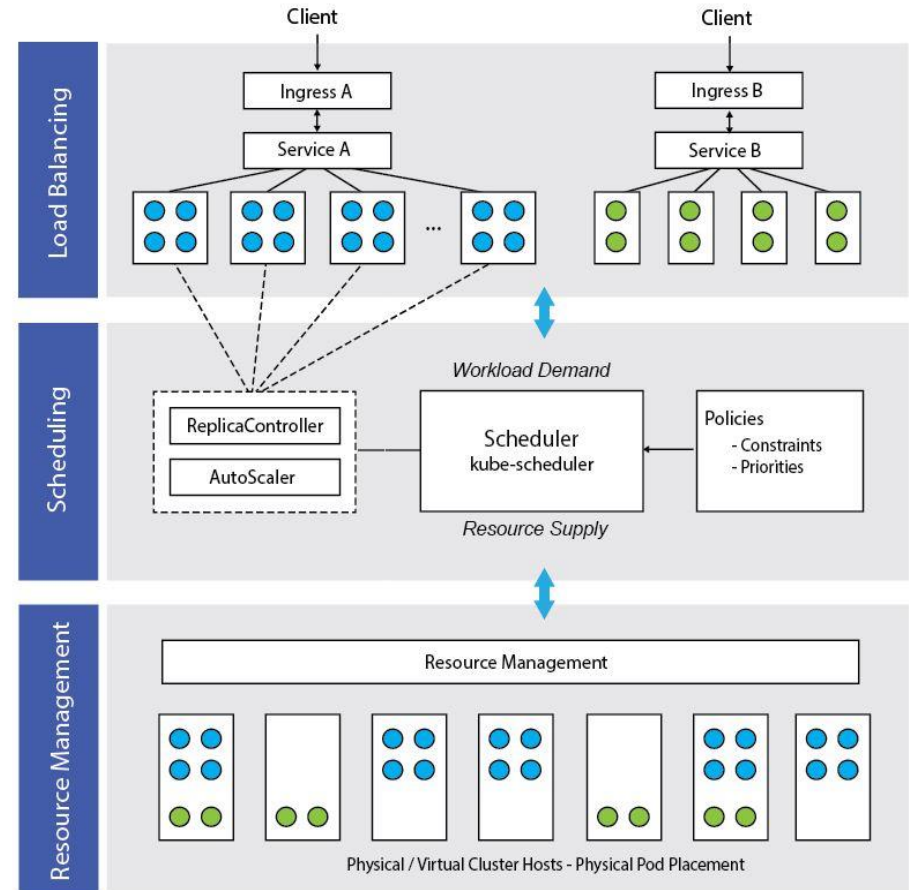 Client
Client
Load Balancing
Ingress A
Ingress B
Service A
Service B
...
Scheduling
Workload Demand
ReplicaController
AutoScaler
Scheduler
kube-scheduler
Policies
- Constraints
- Priorities
Resource Supply
Resource Management
Resource Management
Physical / Virtual Cluster Hosts - Physical Pod Placement